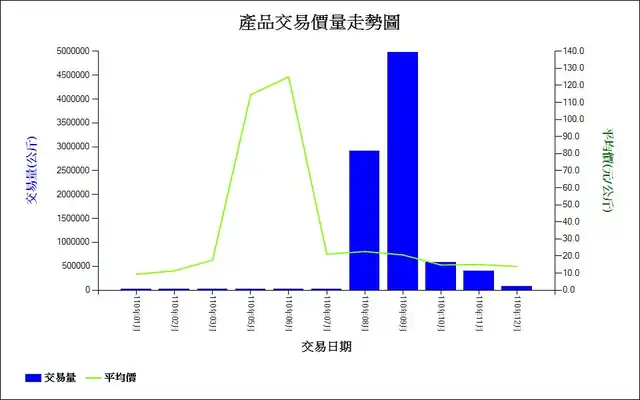 產品交易價量走勢圖
交易量(公斤)
5000000
4500000
4000000
3500000
3000000
2500000
2000000
1500000
1000000
500000
0
140.0
130.0
120.0
110.0
100.0
90.0
80.0
70.0
60.0
50.0
40.0
30.0
20.0
10.0
0.0
平均價(元/公斤)
110年01月
110年02月
110年03月
110年05月
110年06月
110年07月
110年08月
110年09月
110年10月
110年11月
110年12月
交易日期
交易量 平均價